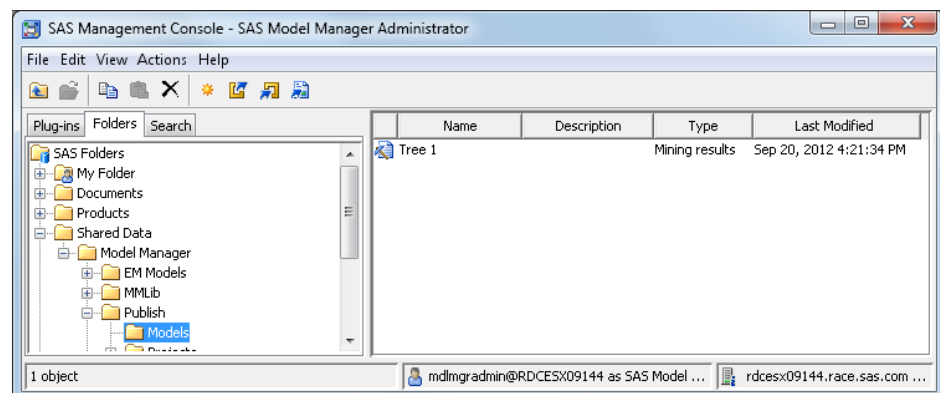 SAS Management Console - SAS Model Manager Administrator
File Edit View Actions Help
Plug-ins Folders Search
SAS Folders
My Folder
Documents
Products
Shared Data
Model Manager
EM Models
MMLib
Publish
Models
Projects
Name Description Type Last Modified
Tree 1 Mining results Sep 20, 2012 4:21:34 PM
1 object mdlmgradmin@RDCESX09144 as SAS Model ... rdcesx09144.race.sas.com ...